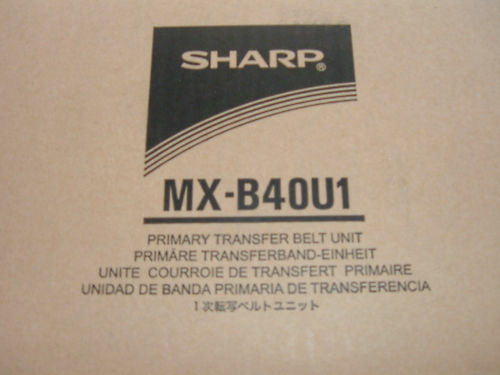 SHARP®
MX-B40U1
PRIMARY TRANSFER BELT UNIT
PRIMÄRE TRANSFERBAND-EINHEIT
UNITE COURROIE DE TRANSFERT PRIMAIRE
UNIDAD DE BANDA PRIMARIA DE TRANSFERENCIA
1次転写ベルトユニット